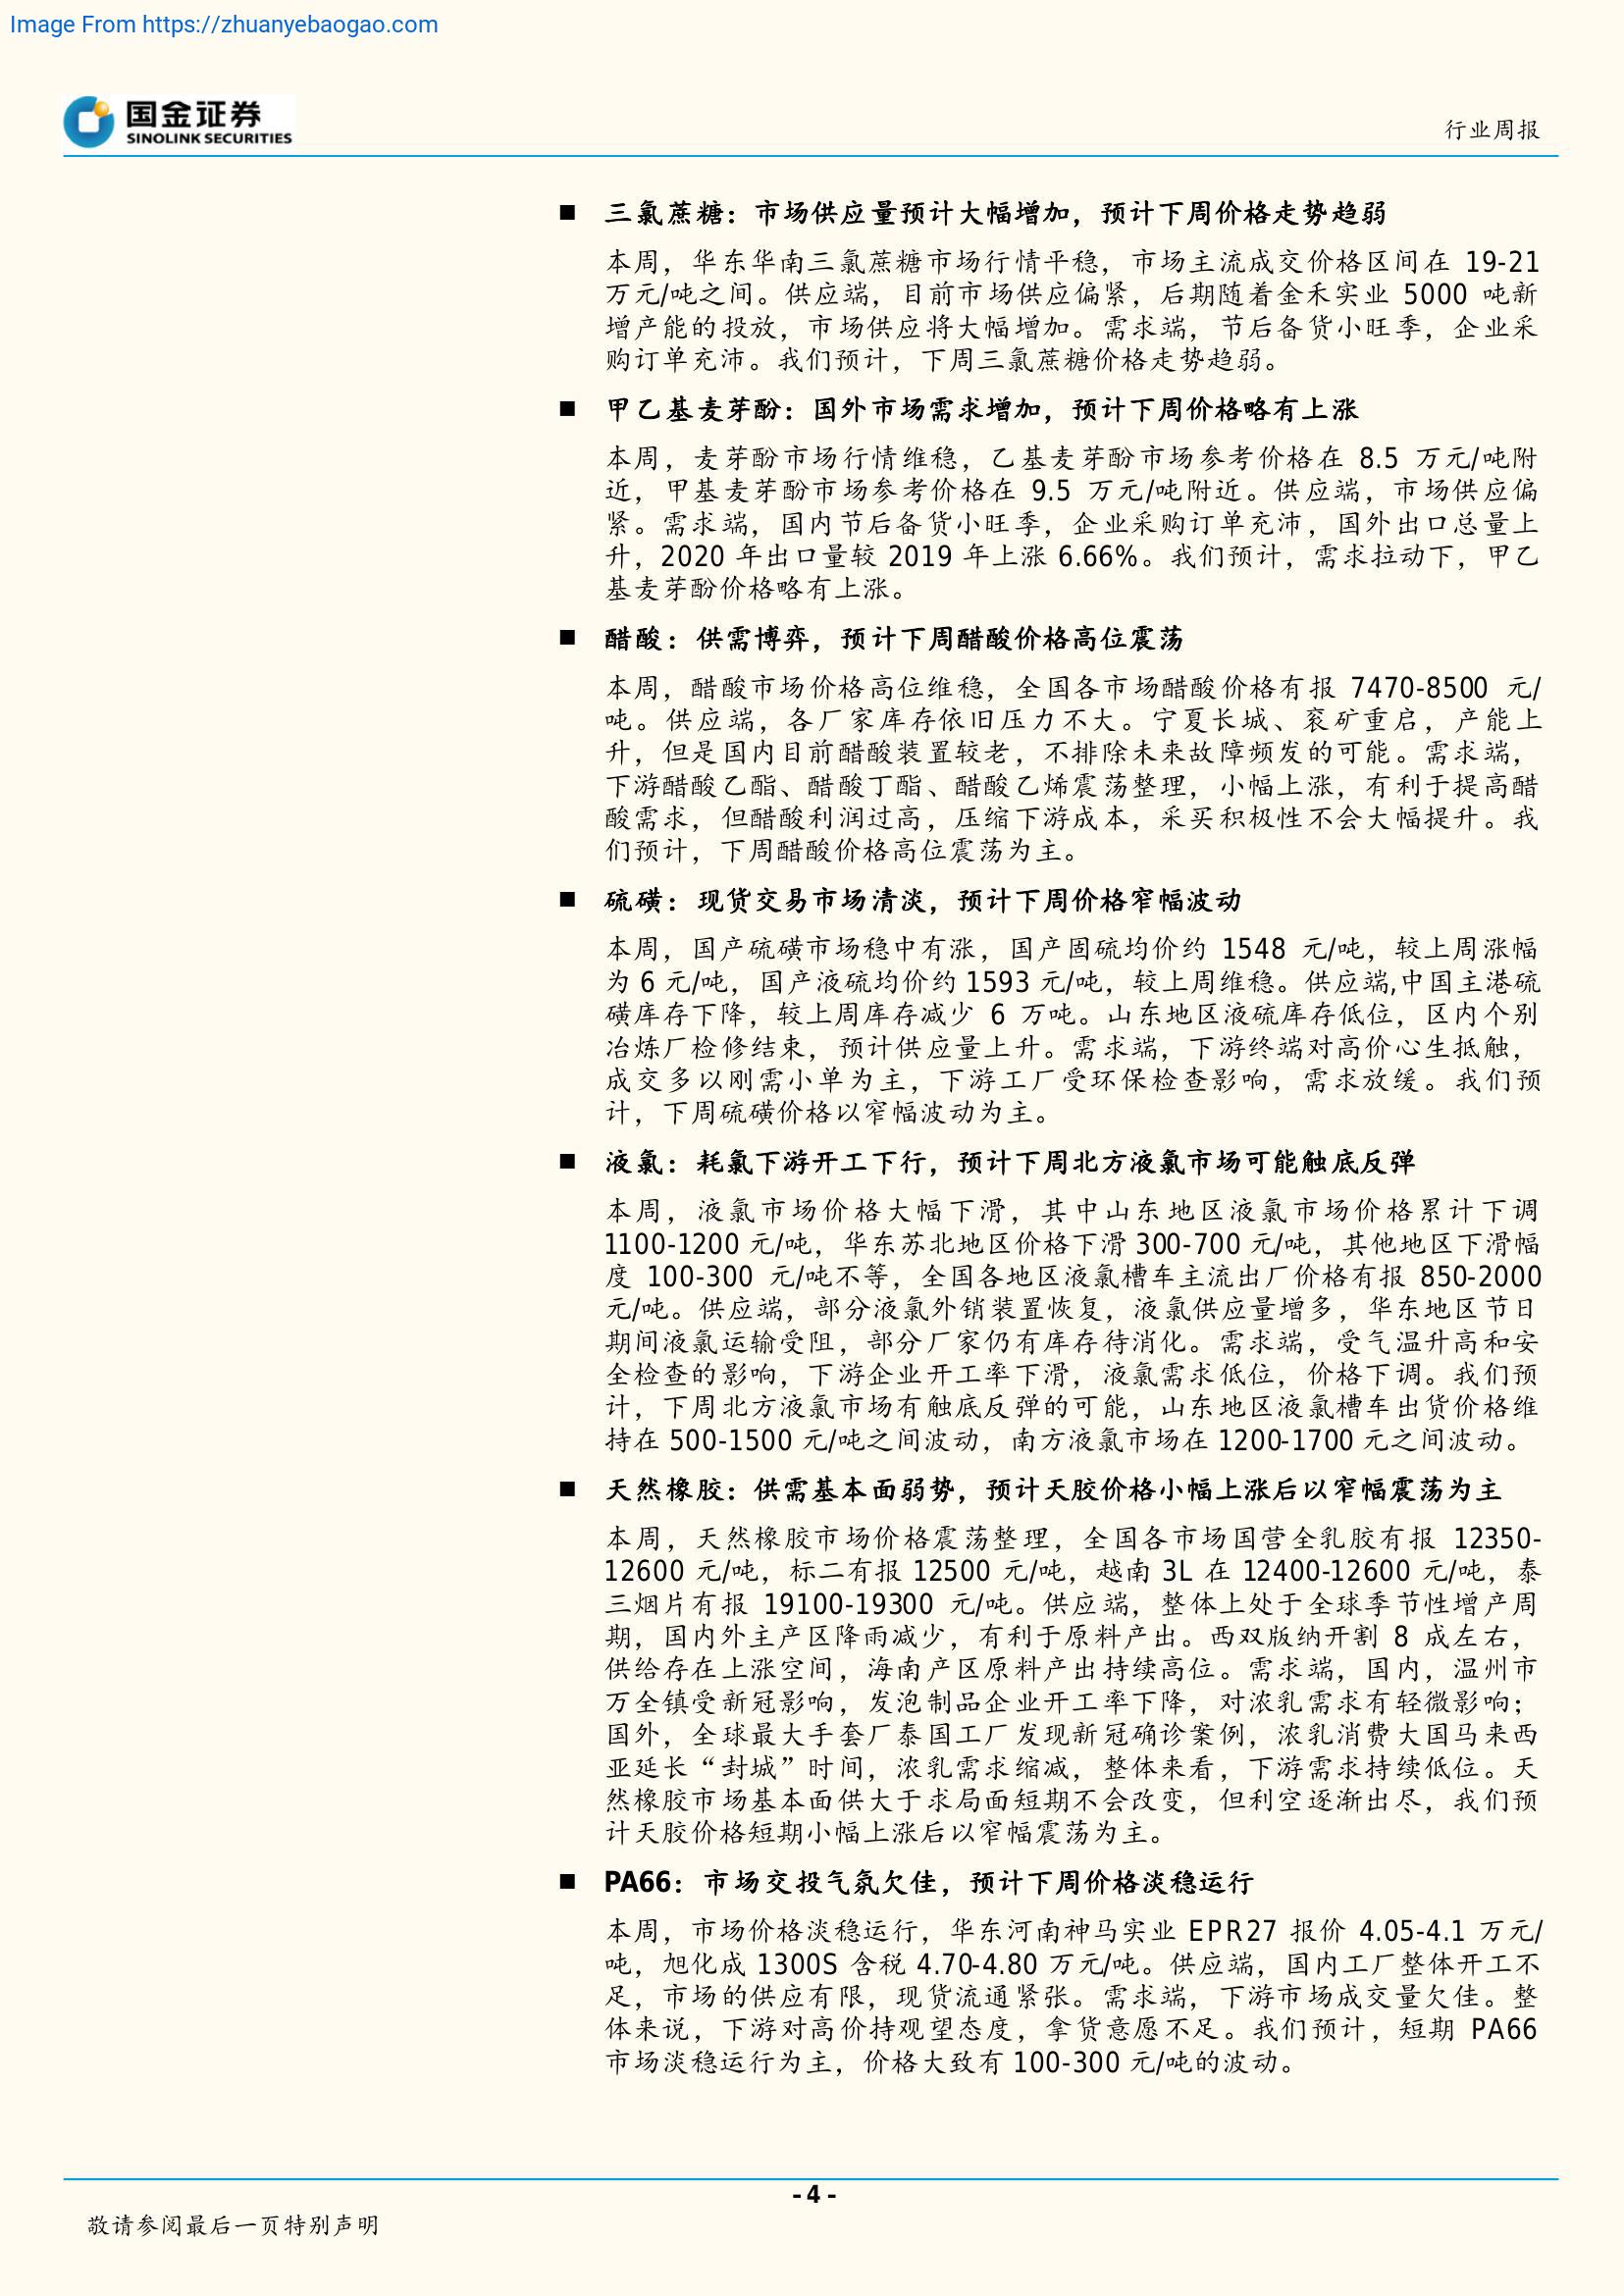 Image From https://zhuanyebaogao.com
国金证券
SINOLINK SECURITIES
行业周报
■ 三氯蔗糖：市场供应量预计大幅增加，预计下周价格走势趋弱
本周，华东华南三氯蔗糖市场行情平稳，市场主流成交价格区间在 19-21
万元/吨之间。供应端，目前市场供应偏紧，后期随着金禾实业 5000 吨新
增产能的投放，市场供应将大幅增加。需求端，节后备货小旺季，企业采
购订单充沛。我们预计，下周三氯蔗糖价格走势趋弱。
■ 甲乙基麦芽酚：国外市场需求增加，预计下周价格略有上涨
本周，麦芽酚市场行情维稳，乙基麦芽酚市场参考价格在 8.5 万元/吨附
近，甲基麦芽酚市场参考价格在 9.5 万元/吨附近。供应端，市场供应偏
紧。需求端，国内节后备货小旺季，企业采购订单充沛，国外出口总量上
升，2020 年出口量较 2019 年上涨 6.66%。我们预计，需求拉动下，甲乙
基麦芽酚价格略有上涨。
■ 醋酸：供需博弈，预计下周醋酸价格高位震荡
本周，醋酸市场价格高位维稳，全国各市场醋酸价格有报 7470-8500 元/
吨。供应端，各厂家库存依旧压力不大。宁夏长城、兖矿重启，产能上
升，但是国内目前醋酸装置较老，不排除未来故障频发的可能。需求端，
下游醋酸乙酯、醋酸丁酯、醋酸乙烯震荡整理，小幅上涨，有利于提高醋
酸需求，但醋酸利润过高，压缩下游成本，采买积极性不会大幅提升。我
们预计，下周醋酸价格高位震荡为主。
■ 硫磺：现货交易市场清淡，预计下周价格窄幅波动
本周，国产硫磺市场稳中有涨，国产固硫均价约 1548 元/吨，较上周涨幅
为 6 元/吨，国产液硫均价约 1593 元/吨，较上周维稳。供应端,中国主港硫
磺库存下降，较上周库存减少 6 万吨。山东地区液硫库存低位，区内个别
冶炼厂检修结束，预计供应量上升。需求端，下游终端对高价心生抵触，
成交多以刚需小单为主，下游工厂受环保检查影响，需求放缓。我们预
计，下周硫磺价格以窄幅波动为主。
■ 液氯：耗氯下游开工下行，预计下周北方液氯市场可能触底反弹
本周，液氯市场价格大幅下滑，其中山东地区液氯市场价格累计下调
1100-1200 元/吨，华东苏北地区价格下滑 300-700 元/吨，其他地区下滑幅
度 100-300 元/吨不等，全国各地区液氯槽车主流出厂价格有报 850-2000
元/吨。供应端，部分液氯外销装置恢复，液氯供应量增多，华东地区节日
期间液氯运输受阻，部分厂家仍有库存待消化。需求端，受气温升高和安
全检查的影响，下游企业开工率下滑，液氯需求低位，价格下调。我们预
计，下周北方液氯市场有触底反弹的可能，山东地区液氯槽车出货价格维
持在 500-1500 元/吨之间波动，南方液氯市场在 1200-1700 元之间波动。
■ 天然橡胶：供需基本面弱势，预计天胶价格小幅上涨后以窄幅震荡为主
本周，天然橡胶市场价格震荡整理，全国各市场国营全乳胶有报 12350-
12600 元/吨，标二有报 12500 元/吨，越南 3L 在 12400-12600 元/吨，泰
三烟片有报 19100-19300 元/吨。供应端，整体上处于全球季节性增产周
期，国内外主产区降雨减少，有利于原料产出。西双版纳开割 8 成左右，
供给存在上涨空间，海南产区原料产出持续高位。需求端，国内，温州市
万全镇受新冠影响，发泡制品企业开工率下降，对浓乳需求有轻微影响；
国外，全球最大手套厂泰国工厂发现新冠确诊案例，浓乳消费大国马来西
亚延长“封城”时间，浓乳需求缩减，整体来看，下游需求持续低位。天
然橡胶市场基本面供大于求局面短期不会改变，但利空逐渐出尽，我们预
计天胶价格短期小幅上涨后以窄幅震荡为主。
■ PA66：市场交投气氛欠佳，预计下周价格淡稳运行
本周，市场价格淡稳运行，华东河南神马实业 EPR27 报价 4.05-4.1 万元/
吨，旭化成 1300S 含税 4.70-4.80 万元/吨。供应端，国内工厂整体开工不
足，市场的供应有限，现货流通紧张。需求端，下游市场成交量欠佳。整
体来说，下游对高价持观望态度，拿货意愿不足。我们预计，短期 PA66
市场淡稳运行为主，价格大致有 100-300 元/吨的波动。
- 4 -
敬请参阅最后一页特别声明